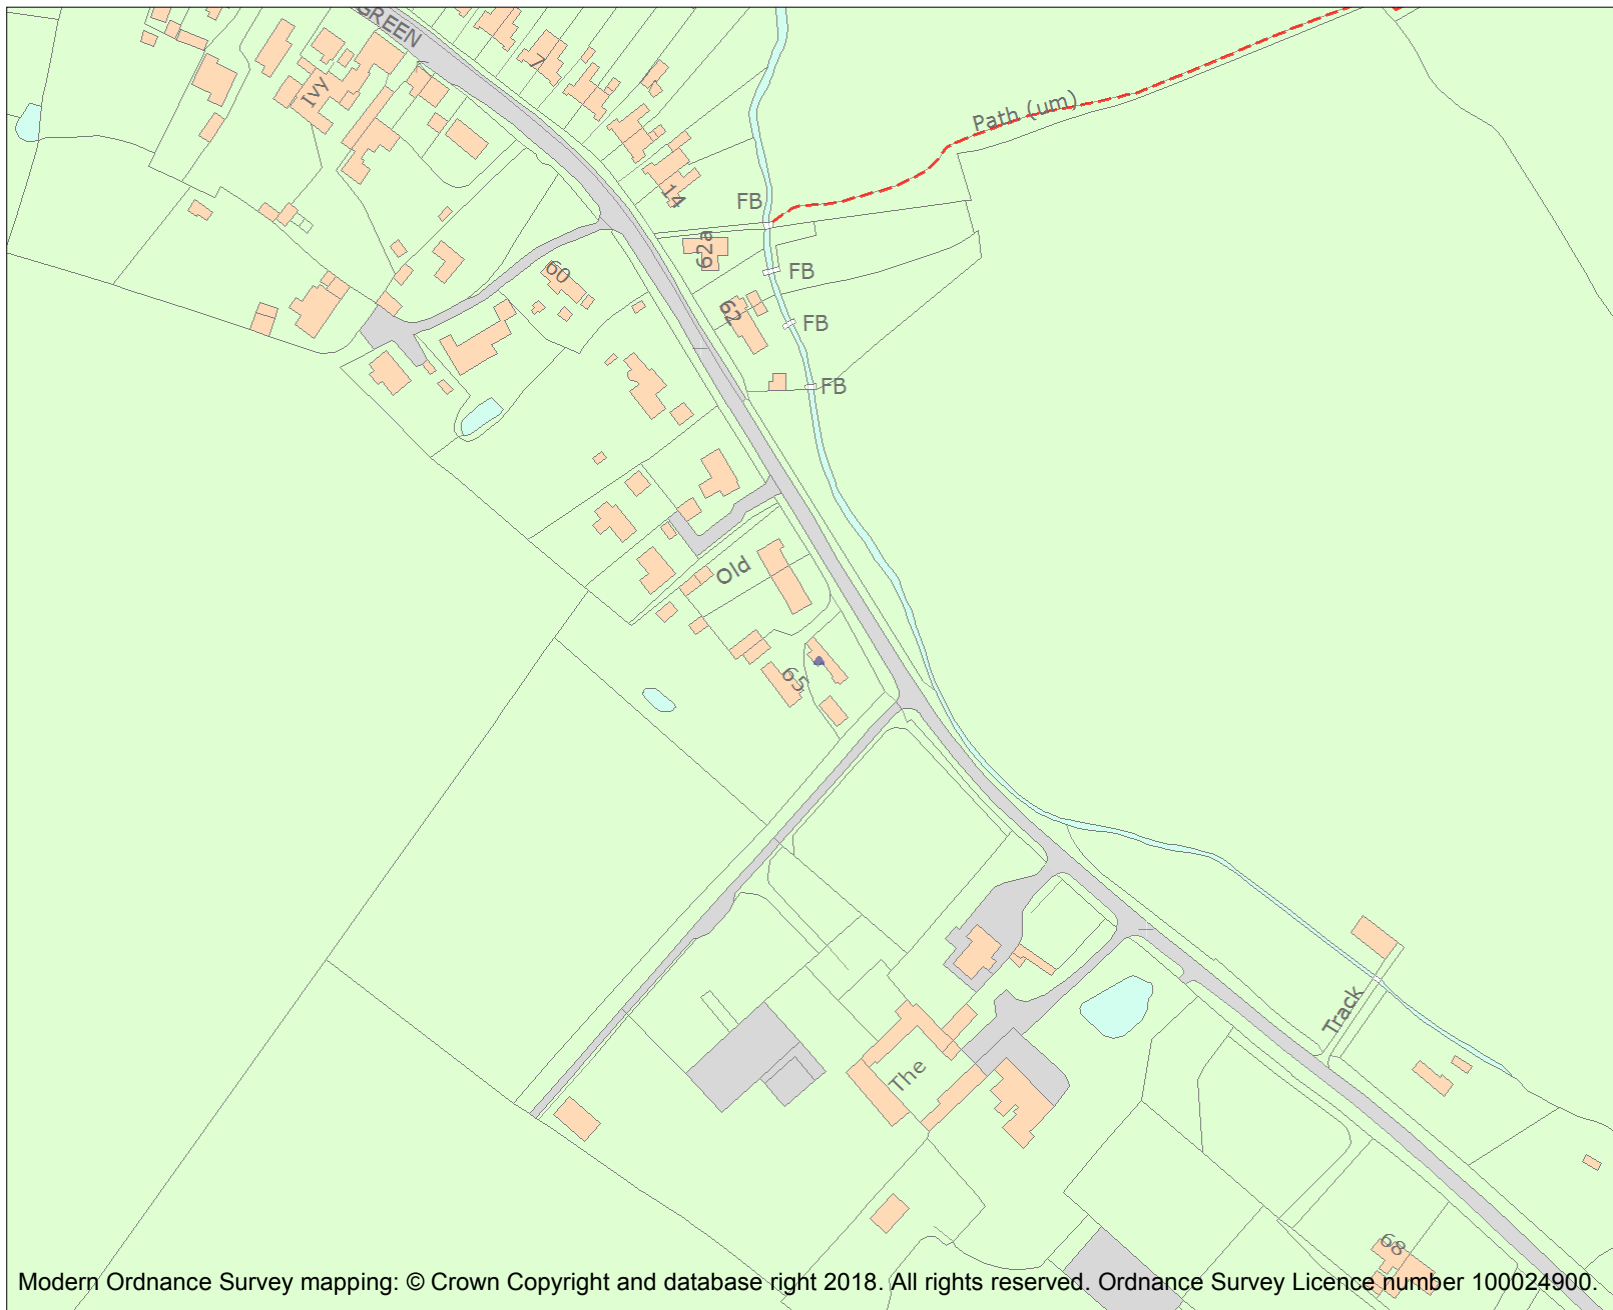 GREEN
7
Ivy
Path (um)
14
FB
62a
60
FB
62
FB
FB
Old
65
Track
The
68
Modern Ordnance Survey mapping: © Crown Copyright and database right 2018. All rights reserved. Ordnance Survey Licence number 100024900.